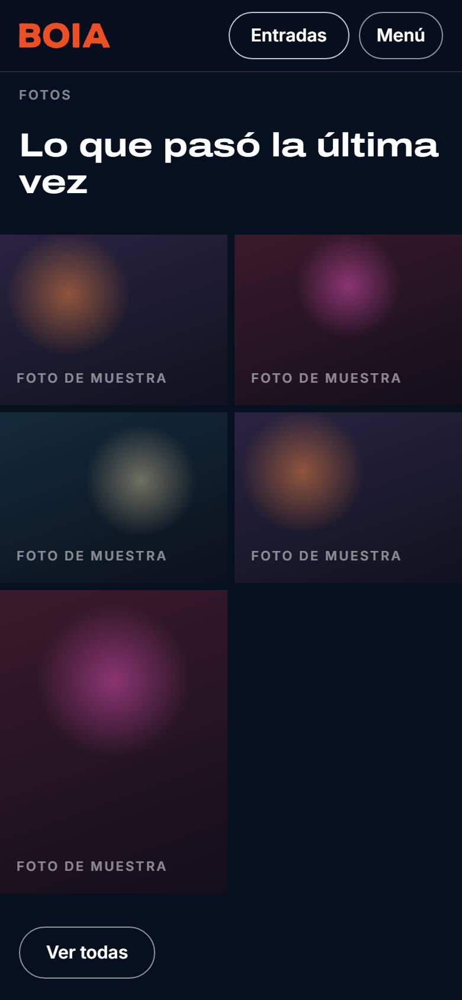 BOIA
Entradas
Menú
FOTOS
Lo que pasó la última
vez
FOTO DE MUESTRA
FOTO DE MUESTRA
FOTO DE MUESTRA
FOTO DE MUESTRA
FOTO DE MUESTRA
Ver todas